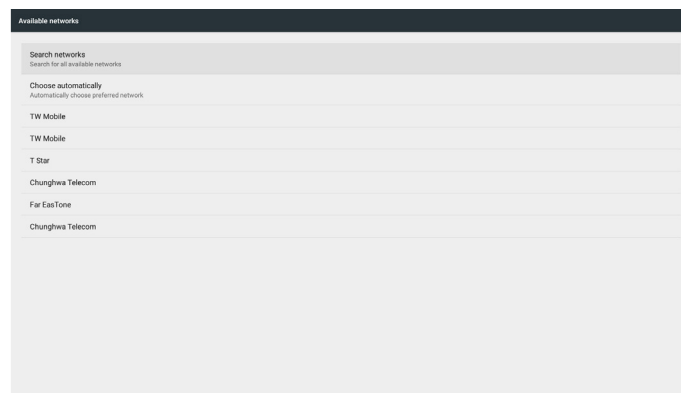 Available networks
Search networks
Search for all available networks
Choose automatically
Automatically choose preferred network
TW Mobile
TW Mobile
T Star
Chunghwa Telecom
Far EasTone
Chunghwa Telecom